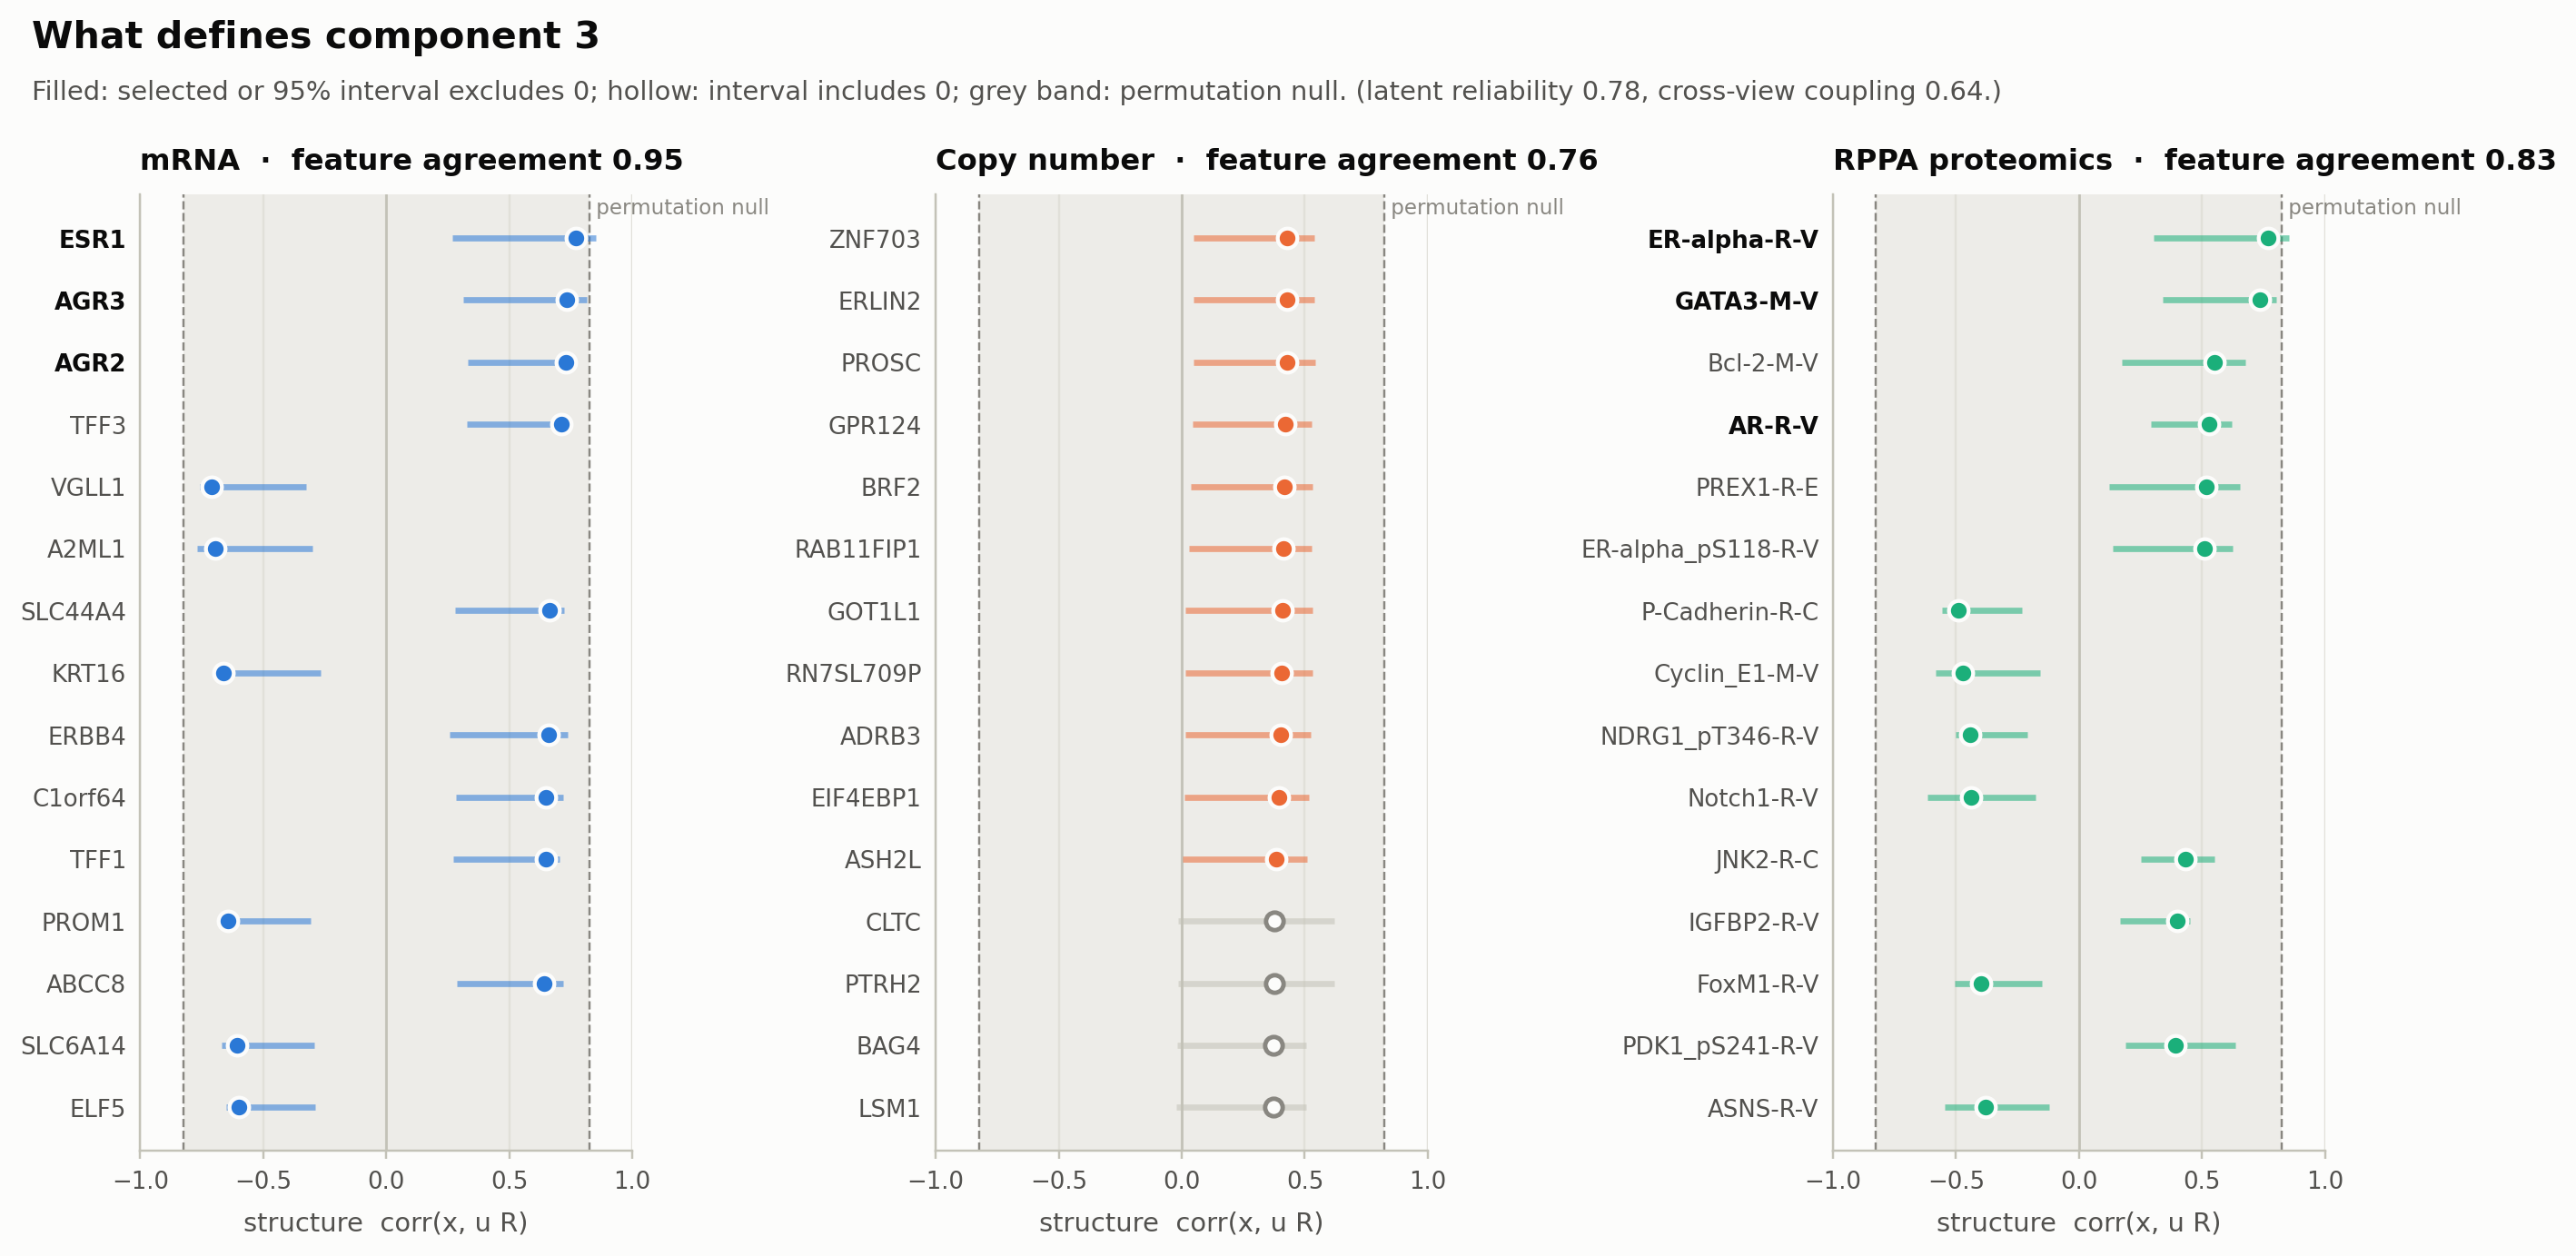 What defines component 3
Filled: selected or 95% interval excludes 0; hollow: interval includes 0; grey band: permutation null. (latent reliability 0.78, cross-view coupling 0.64.)
mRNA · feature agreement 0.95
permutation null
ESR1
AGR3
AGR2
TFF3
VGLL1
A2ML1
SLC44A4
KRT16
ERBB4
C1orf64
TFF1
PROM1
ABCC8
SLC6A14
ELF5
−1.0 −0.5 0.0 0.5 1.0
structure corr(x, u R)
Copy number · feature agreement 0.76
permutation null
ZNF703
ERLIN2
PROSC
GPR124
BRF2
RAB11FIP1
GOT1L1
RN7SL709P
ADRB3
EIF4EBP1
ASH2L
CLTC
PTRH2
BAG4
LSM1
−1.0 −0.5 0.0 0.5 1.0
structure corr(x, u R)
RPPA proteomics · feature agreement 0.83
permutation null
ER-alpha-R-V
GATA3-M-V
Bcl-2-M-V
AR-R-V
PREX1-R-E
ER-alpha_pS118-R-V
P-Cadherin-R-C
Cyclin_E1-M-V
NDRG1_pT346-R-V
Notch1-R-V
JNK2-R-C
IGFBP2-R-V
FoxM1-R-V
PDK1_pS241-R-V
ASNS-R-V
−1.0 −0.5 0.0 0.5 1.0
structure corr(x, u R)